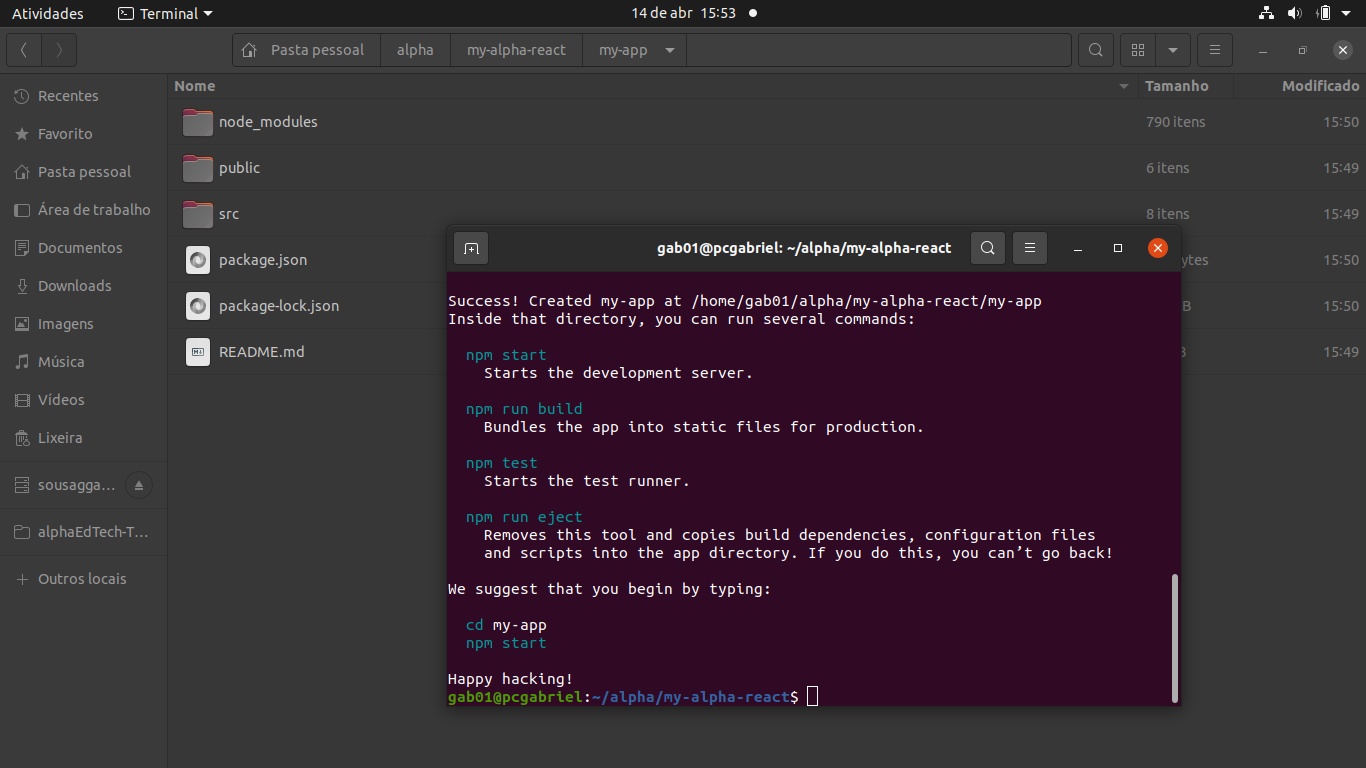 Atividades Terminal 14 de abr 15:53
Pasta pessoal alpha my-alpha-react my-app
Recentes
Favorito
Pasta pessoal
Área de trabalho
Documentos
Downloads
Imagens
Música
Vídeos
Lixeira
sousagga...
alphaEdTech-T...
Outros locais
Nome Tamanho Modificado
node_modules 790 itens 15:50
public 6 itens 15:49
src 8 itens 15:49
package.json ytes 15:50
package-lock.json B 15:50
README.md 15:49
gab01@pcgabriel: ~/alpha/my-alpha-react
Success! Created my-app at /home/gab01/alpha/my-alpha-react/my-app
Inside that directory, you can run several commands:
npm start
Starts the development server.
npm run build
Bundles the app into static files for production.
npm test
Starts the test runner.
npm run eject
Removes this tool and copies build dependencies, configuration files
and scripts into the app directory. If you do this, you can’t go back!
We suggest that you begin by typing:
cd my-app
npm start
Happy hacking!
gab01@pcgabriel:~/alpha/my-alpha-react$